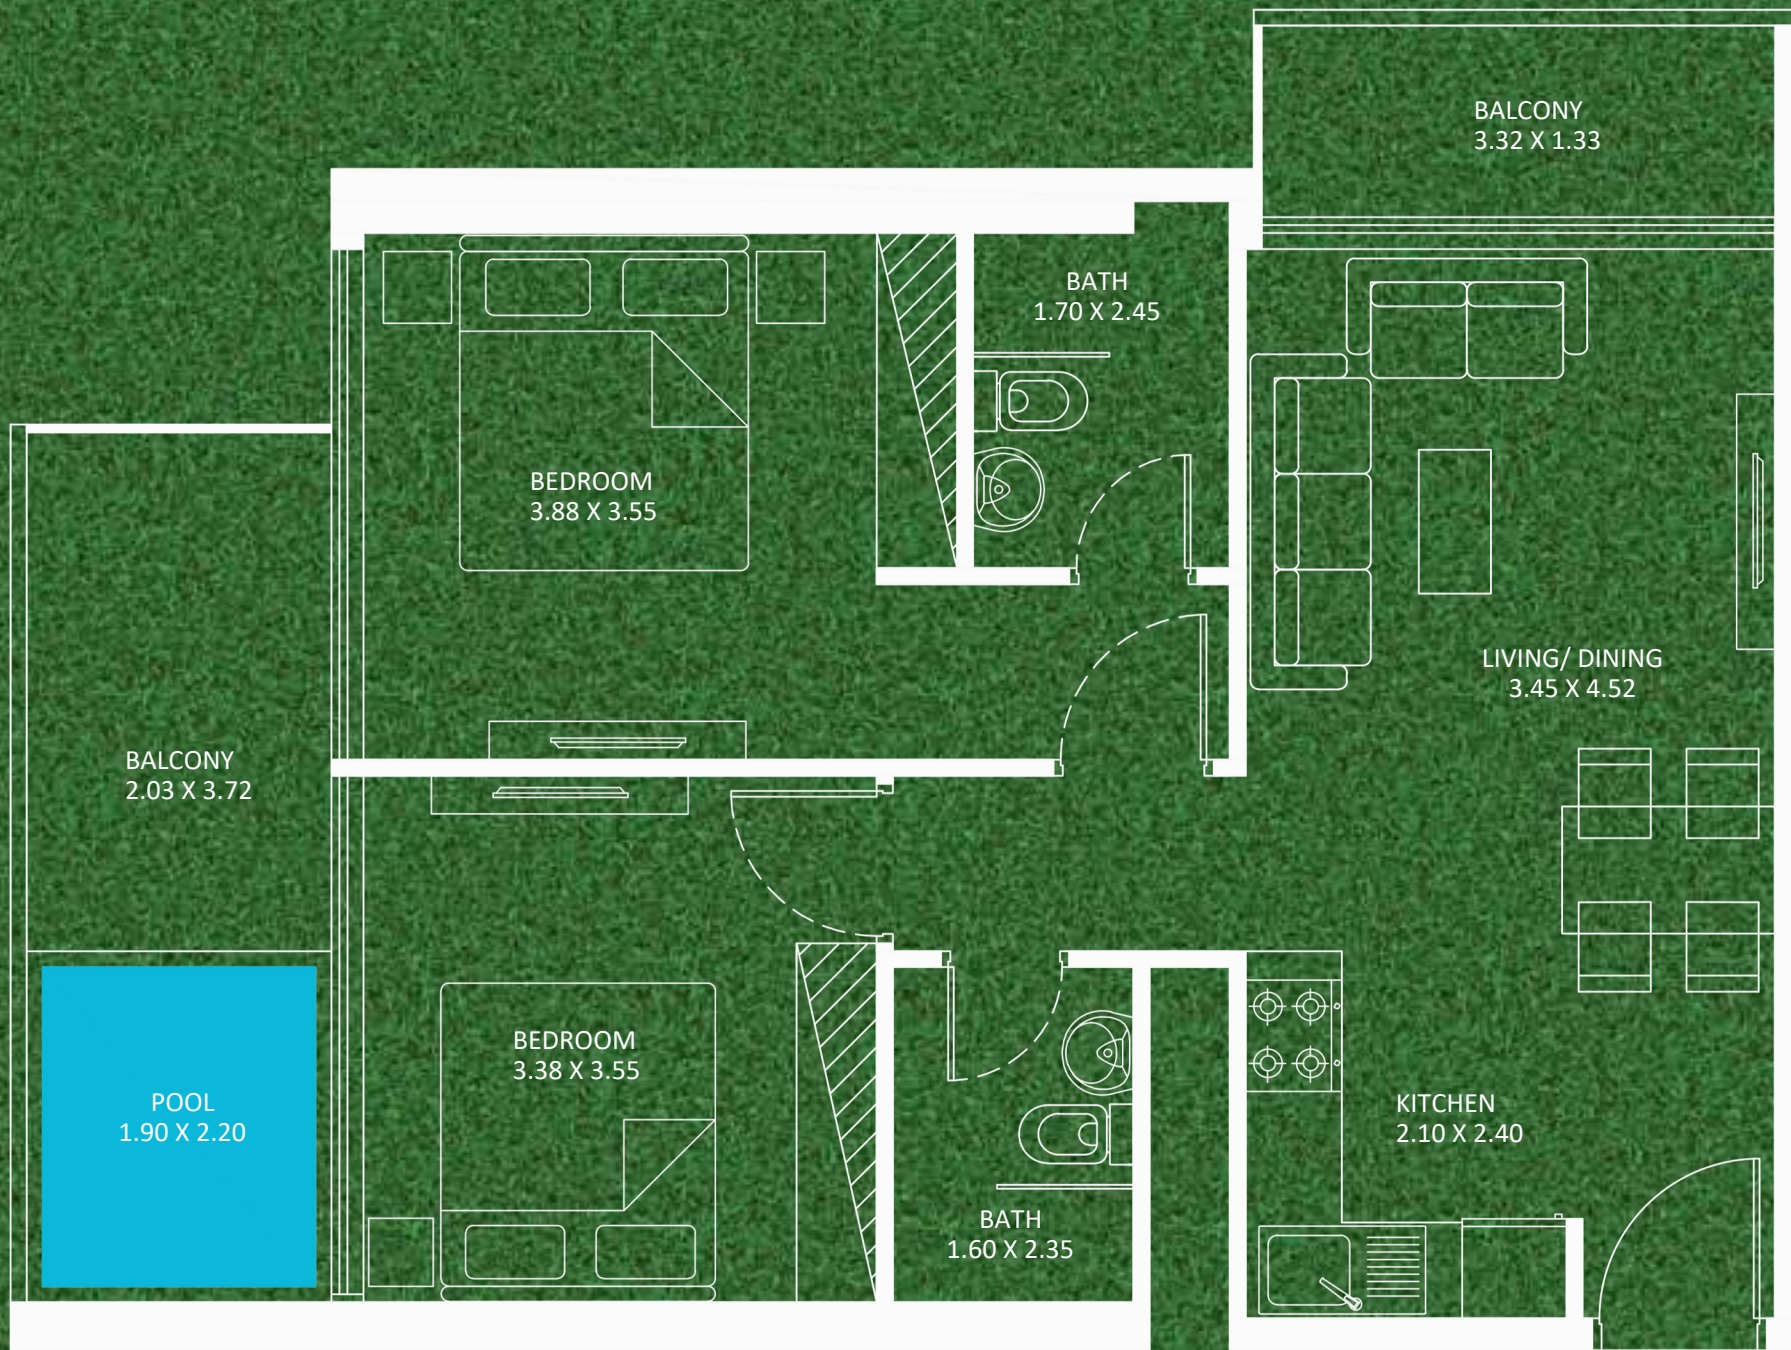 BALCONY
3.32 X 1.33
BATH
1.70 X 2.45
BEDROOM
3.88 X 3.55
LIVING/ DINING
3.45 X 4.52
BALCONY
2.03 X 3.72
BEDROOM
3.38 X 3.55
POOL
1.90 X 2.20
KITCHEN
2.10 X 2.40
BATH
1.60 X 2.35